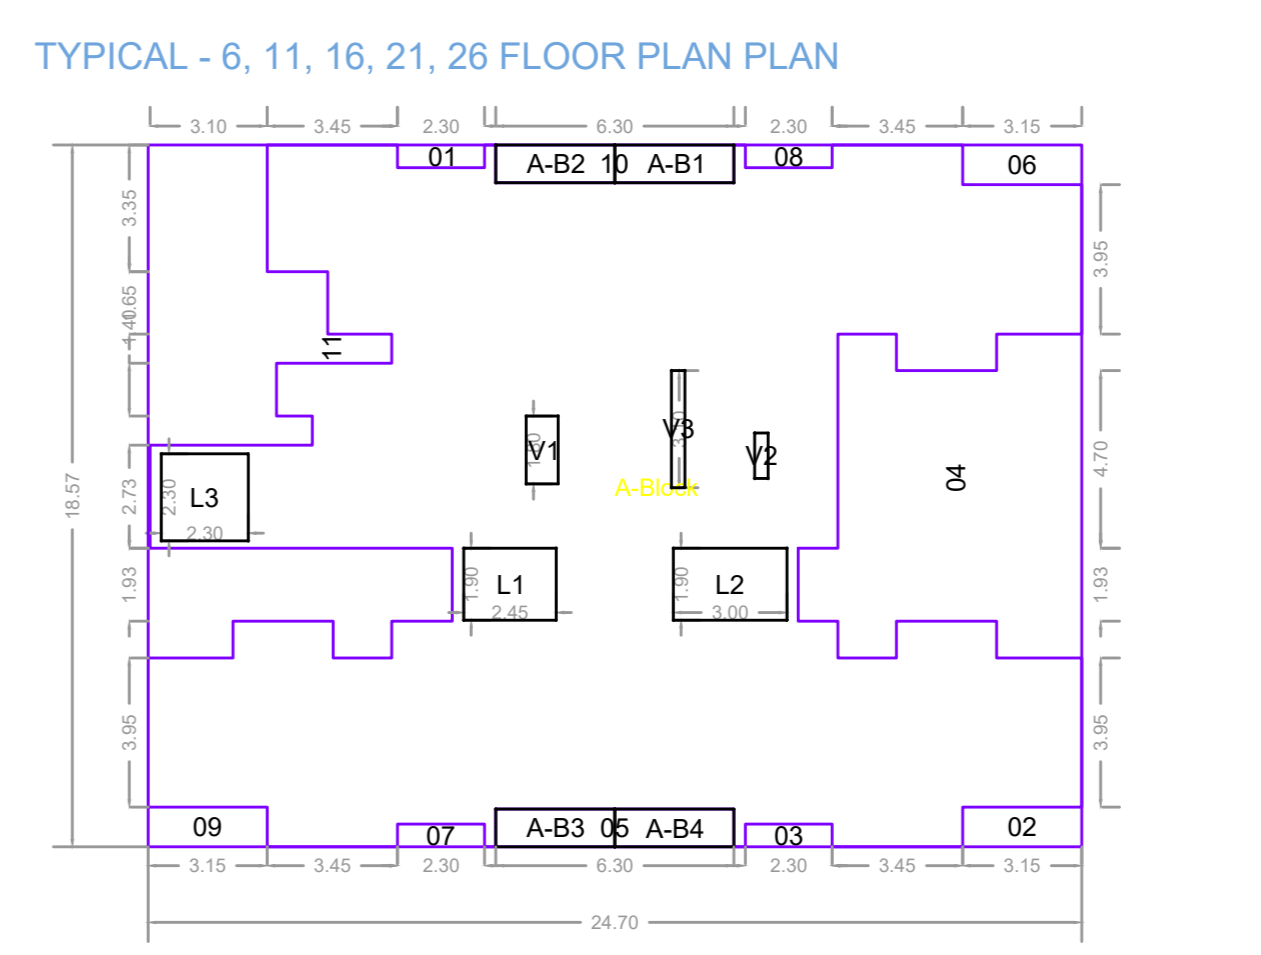 TYPICAL - 6, 11, 16, 21, 26 FLOOR PLAN PLAN
3.10 3.45 2.30 6.30 2.30 3.45 3.15
01 A-B2 10 A-B1 08 06
3.35
3.95
0.65
1.40
11
V1 V3 V2
4.70
04
A-Block
18.57
2.73
2.30
L3
2.30
1.93
1.90
L1
2.45
1.90
L2
3.00
1.93
3.95
3.95
09 07 A-B3 05 A-B4 03 02
3.15 3.45 2.30 6.30 2.30 3.45 3.15
24.70